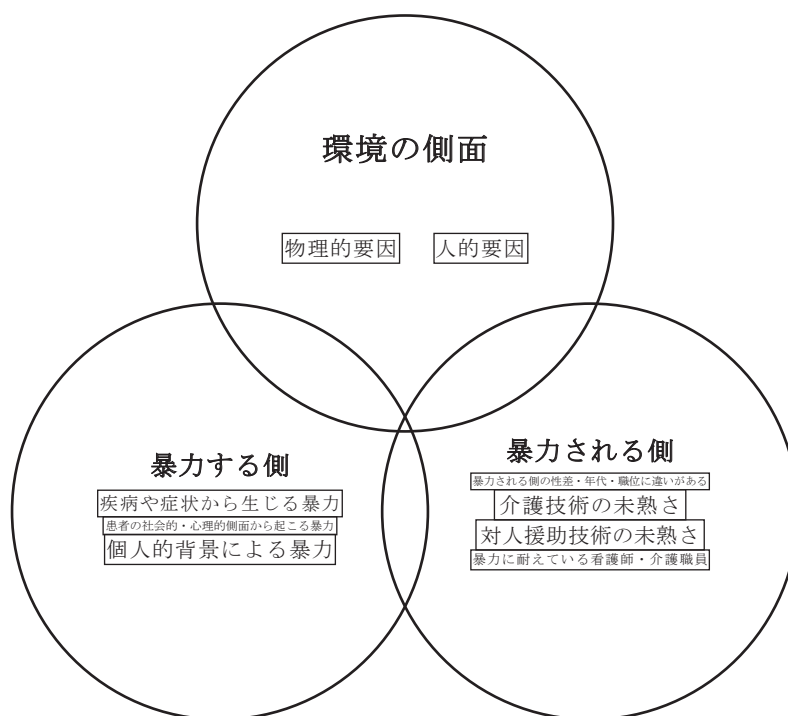 環境の側面
物理的要因 人的要因
暴力する側
疾病や症状から生じる暴力
患者の社会的・心理的側面から起こる暴力
個人的背景による暴力
暴力される側
暴力される側の性差・年代・職位に違いがある
介護技術の未熟さ
対人援助技術の未熟さ
暴力に耐えている看護師・介護職員